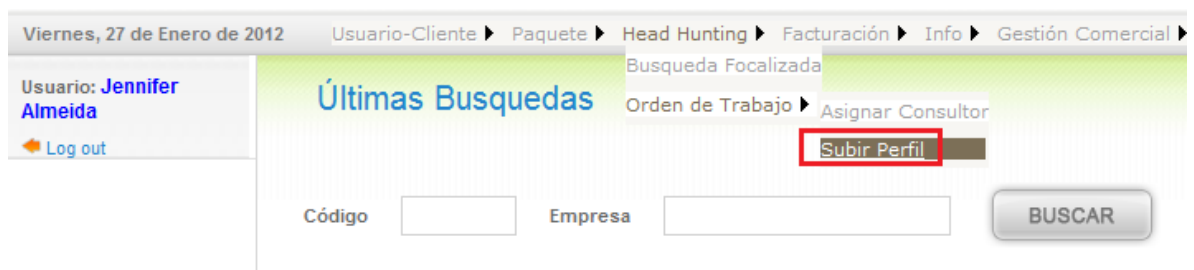 Viernes, 27 de Enero de 2012 Usuario-Cliente Paquete Head Hunting Facturación Info Gestión Comercial
Usuario: Jennifer
Almeida
Log out
Busqueda Focalizada
Últimas Busquedas
Orden de Trabajo
Asignar Consultor
Subir Perfil
Código Empresa BUSCAR